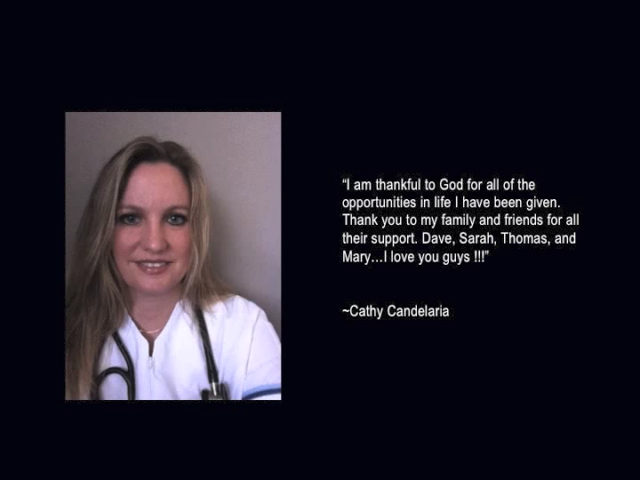 “I am thankful to God for all of the
opportunities in life I have been given.
Thank you to my family and friends for all
their support. Dave, Sarah, Thomas, and
Mary…I love you guys !!!”
~Cathy Candelaria